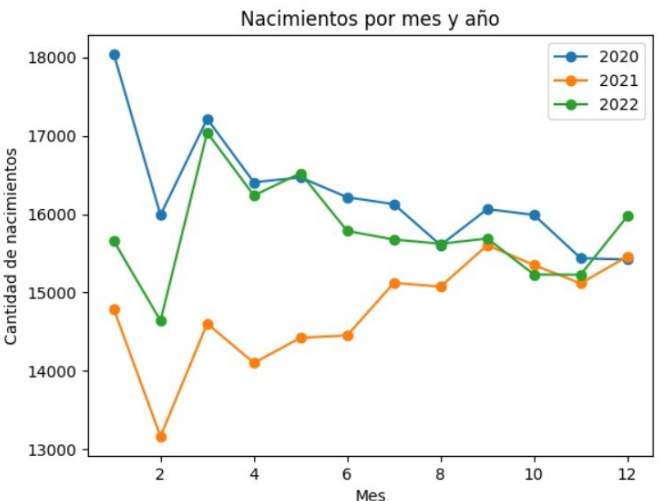 Nacimientos por mes y año
2020
2021
2022
Cantidad de nacimientos
18000
17000
16000
15000
14000
13000
2 4 6 8 10 12
Mes